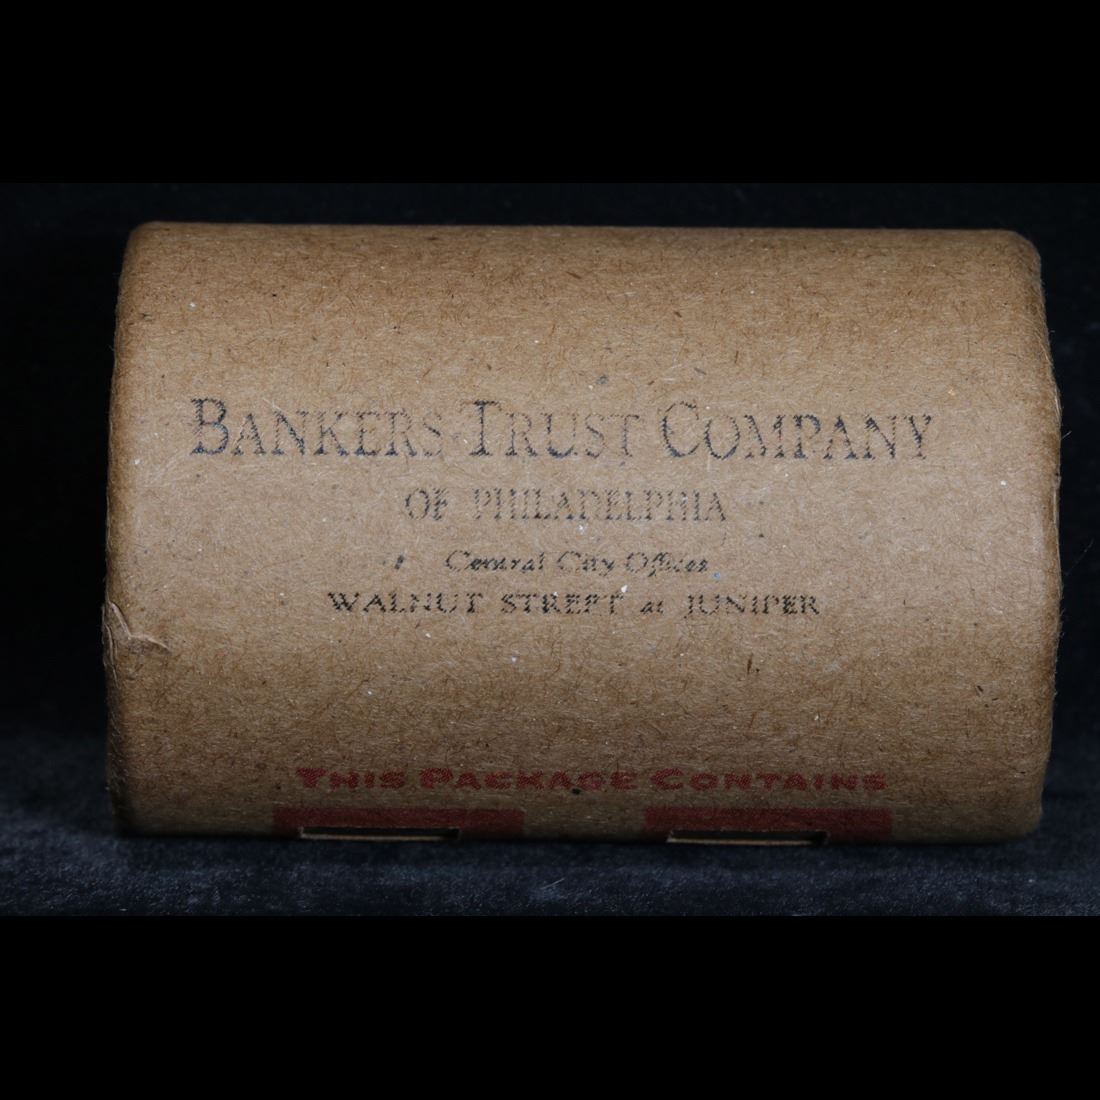 BANKERS TRUST COMPANY
OF PHILADELPHIA
Central City Offices
WALNUT STREET at JUNIPER
THIS PACKAGE CONTAINS